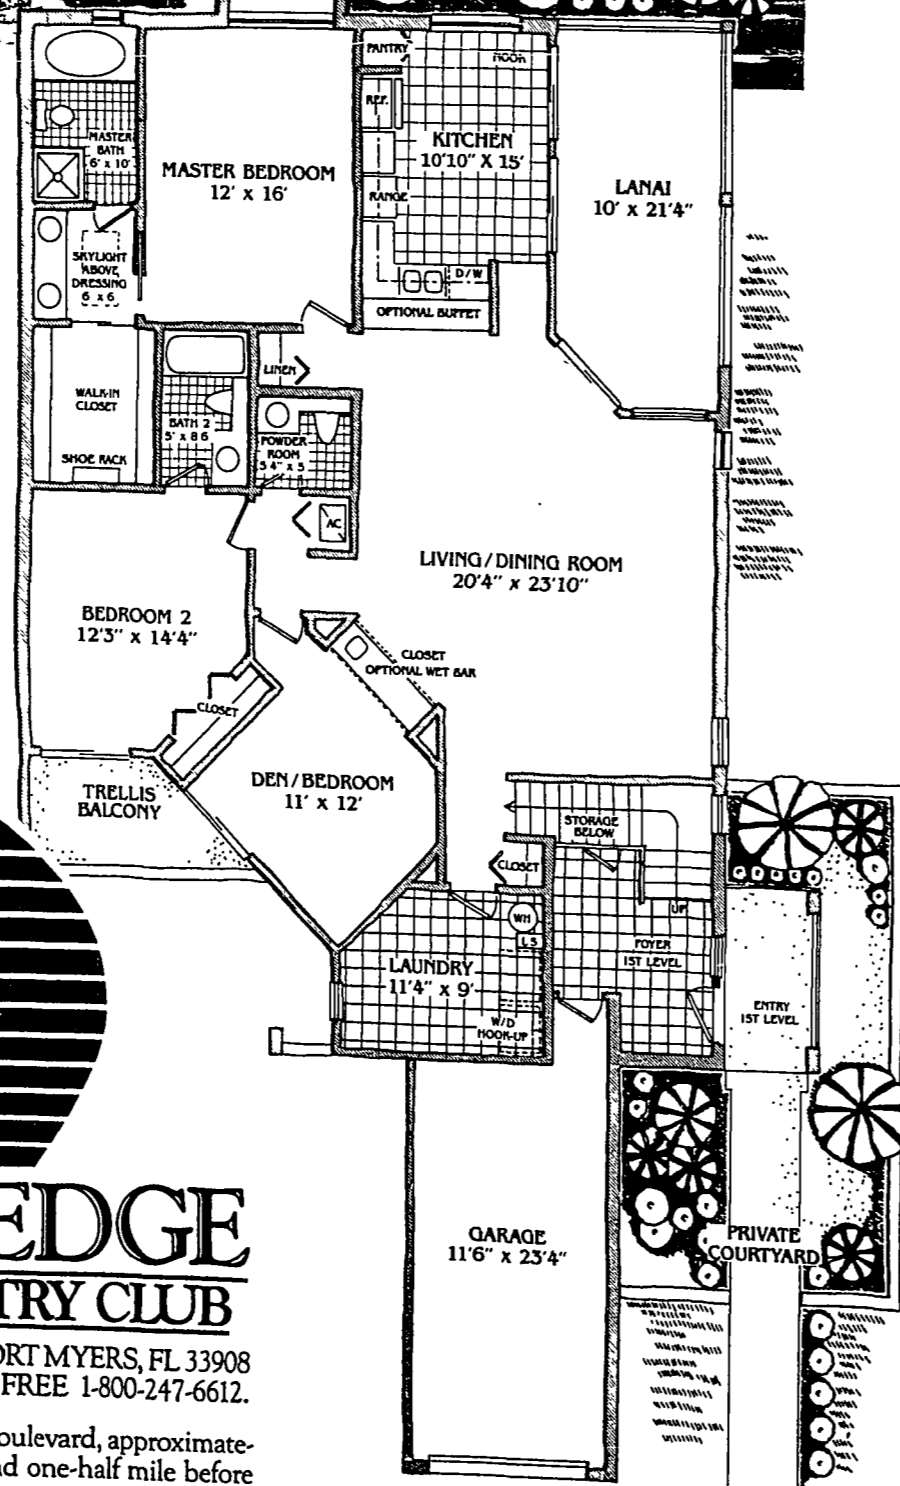 PANTRY
NOOK
REF.
MASTER
BATH
6' x 10'
KITCHEN
10'10" X 15'
MASTER BEDROOM
12' x 16'
LANAI
10' x 21'4"
RANGE
SKYLIGHT
ABOVE
DRESSING
6 x 6
D/W
OPTIONAL BUFFET
LINEN
WALK-IN
CLOSET
BATH 2
5' x 8 6
POWDER
ROOM
5 4" x 5
SHOE RACK
AC
LIVING/DINING ROOM
20'4" x 23'10"
BEDROOM 2
12'3" x 14'4"
CLOSET
OPTIONAL WET BAR
CLOSET
DEN/BEDROOM
11' x 12'
TRELLIS
BALCONY
STORAGE
BELOW
CLOSET
UP
WH
L S
FOYER
1ST LEVEL
LAUNDRY
11'4" x 9'
ENTRY
1ST LEVEL
W/D
HOOK-UP
EDGE
TRY CLUB
ORT MYERS, FL 33908
FREE 1-800-247-6612.
GARAGE
11'6" x 23'4"
PRIVATE
COURTYARD
oulevard, approximate-
nd one-half mile before